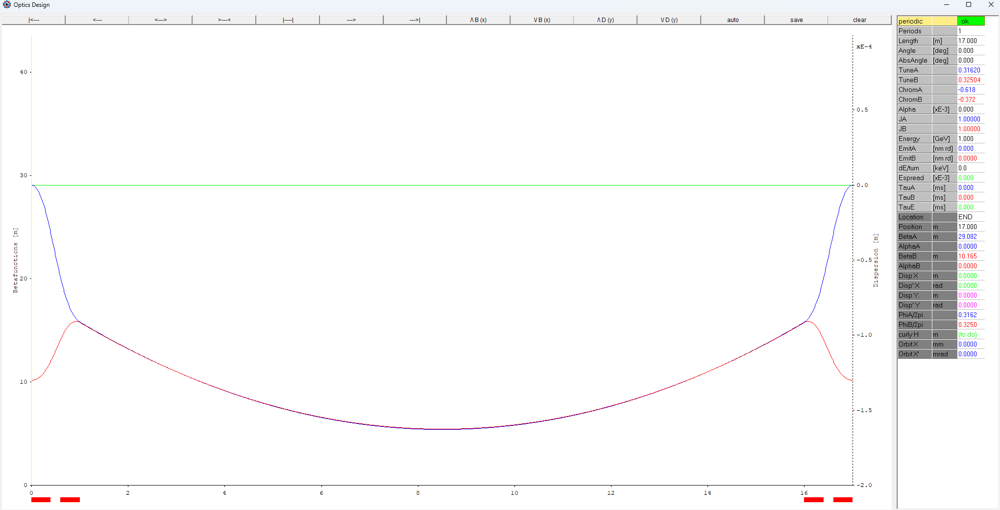 Optics Design
|<--- <--- <---> >---< |----| ---> --->| /\ B (x) \/ B (x) /\ D (y) \/ D (y) auto save clear
xE-4
40
30
20
10
0
Betafunctions [m]
0.5
0.0
-0.5
-1.0
-1.5
-2.0
Dispersion [m]
0 2 4 6 8 10 12 14 16
periodic ok
Periods 1
Length [m] 17.000
Angle [deg] 0.000
AbsAngle [deg] 0.000
TuneA 0.31620
TuneB 0.32504
ChromA -0.618
ChromB -0.372
Alpha [xE-3] 0.000
JA 1.00000
JB 1.00000
Energy [GeV] 1.000
EmitA [nm rd] 0.000
EmitB [nm rd] 0.0000
dE/turn [keV] 0.0
Espread [xE-3] 0.000
TauA [ms] 0.000
TauB [ms] 0.000
TauE [ms] 0.000
Location END
Position m 17.000
BetaA m 29.082
AlphaA 0.0000
BetaB m 10.165
AlphaB 0.0000
Disp X m 0.0000
Disp' X rad 0.0000
Disp Y. m 0.0000
Disp' Y rad 0.0000
PhiA/2pi 0.3162
PhiB/2pi 0.3250
curly H m (to do)
Orbit X mm 0.0000
Orbit X' mrad 0.0000